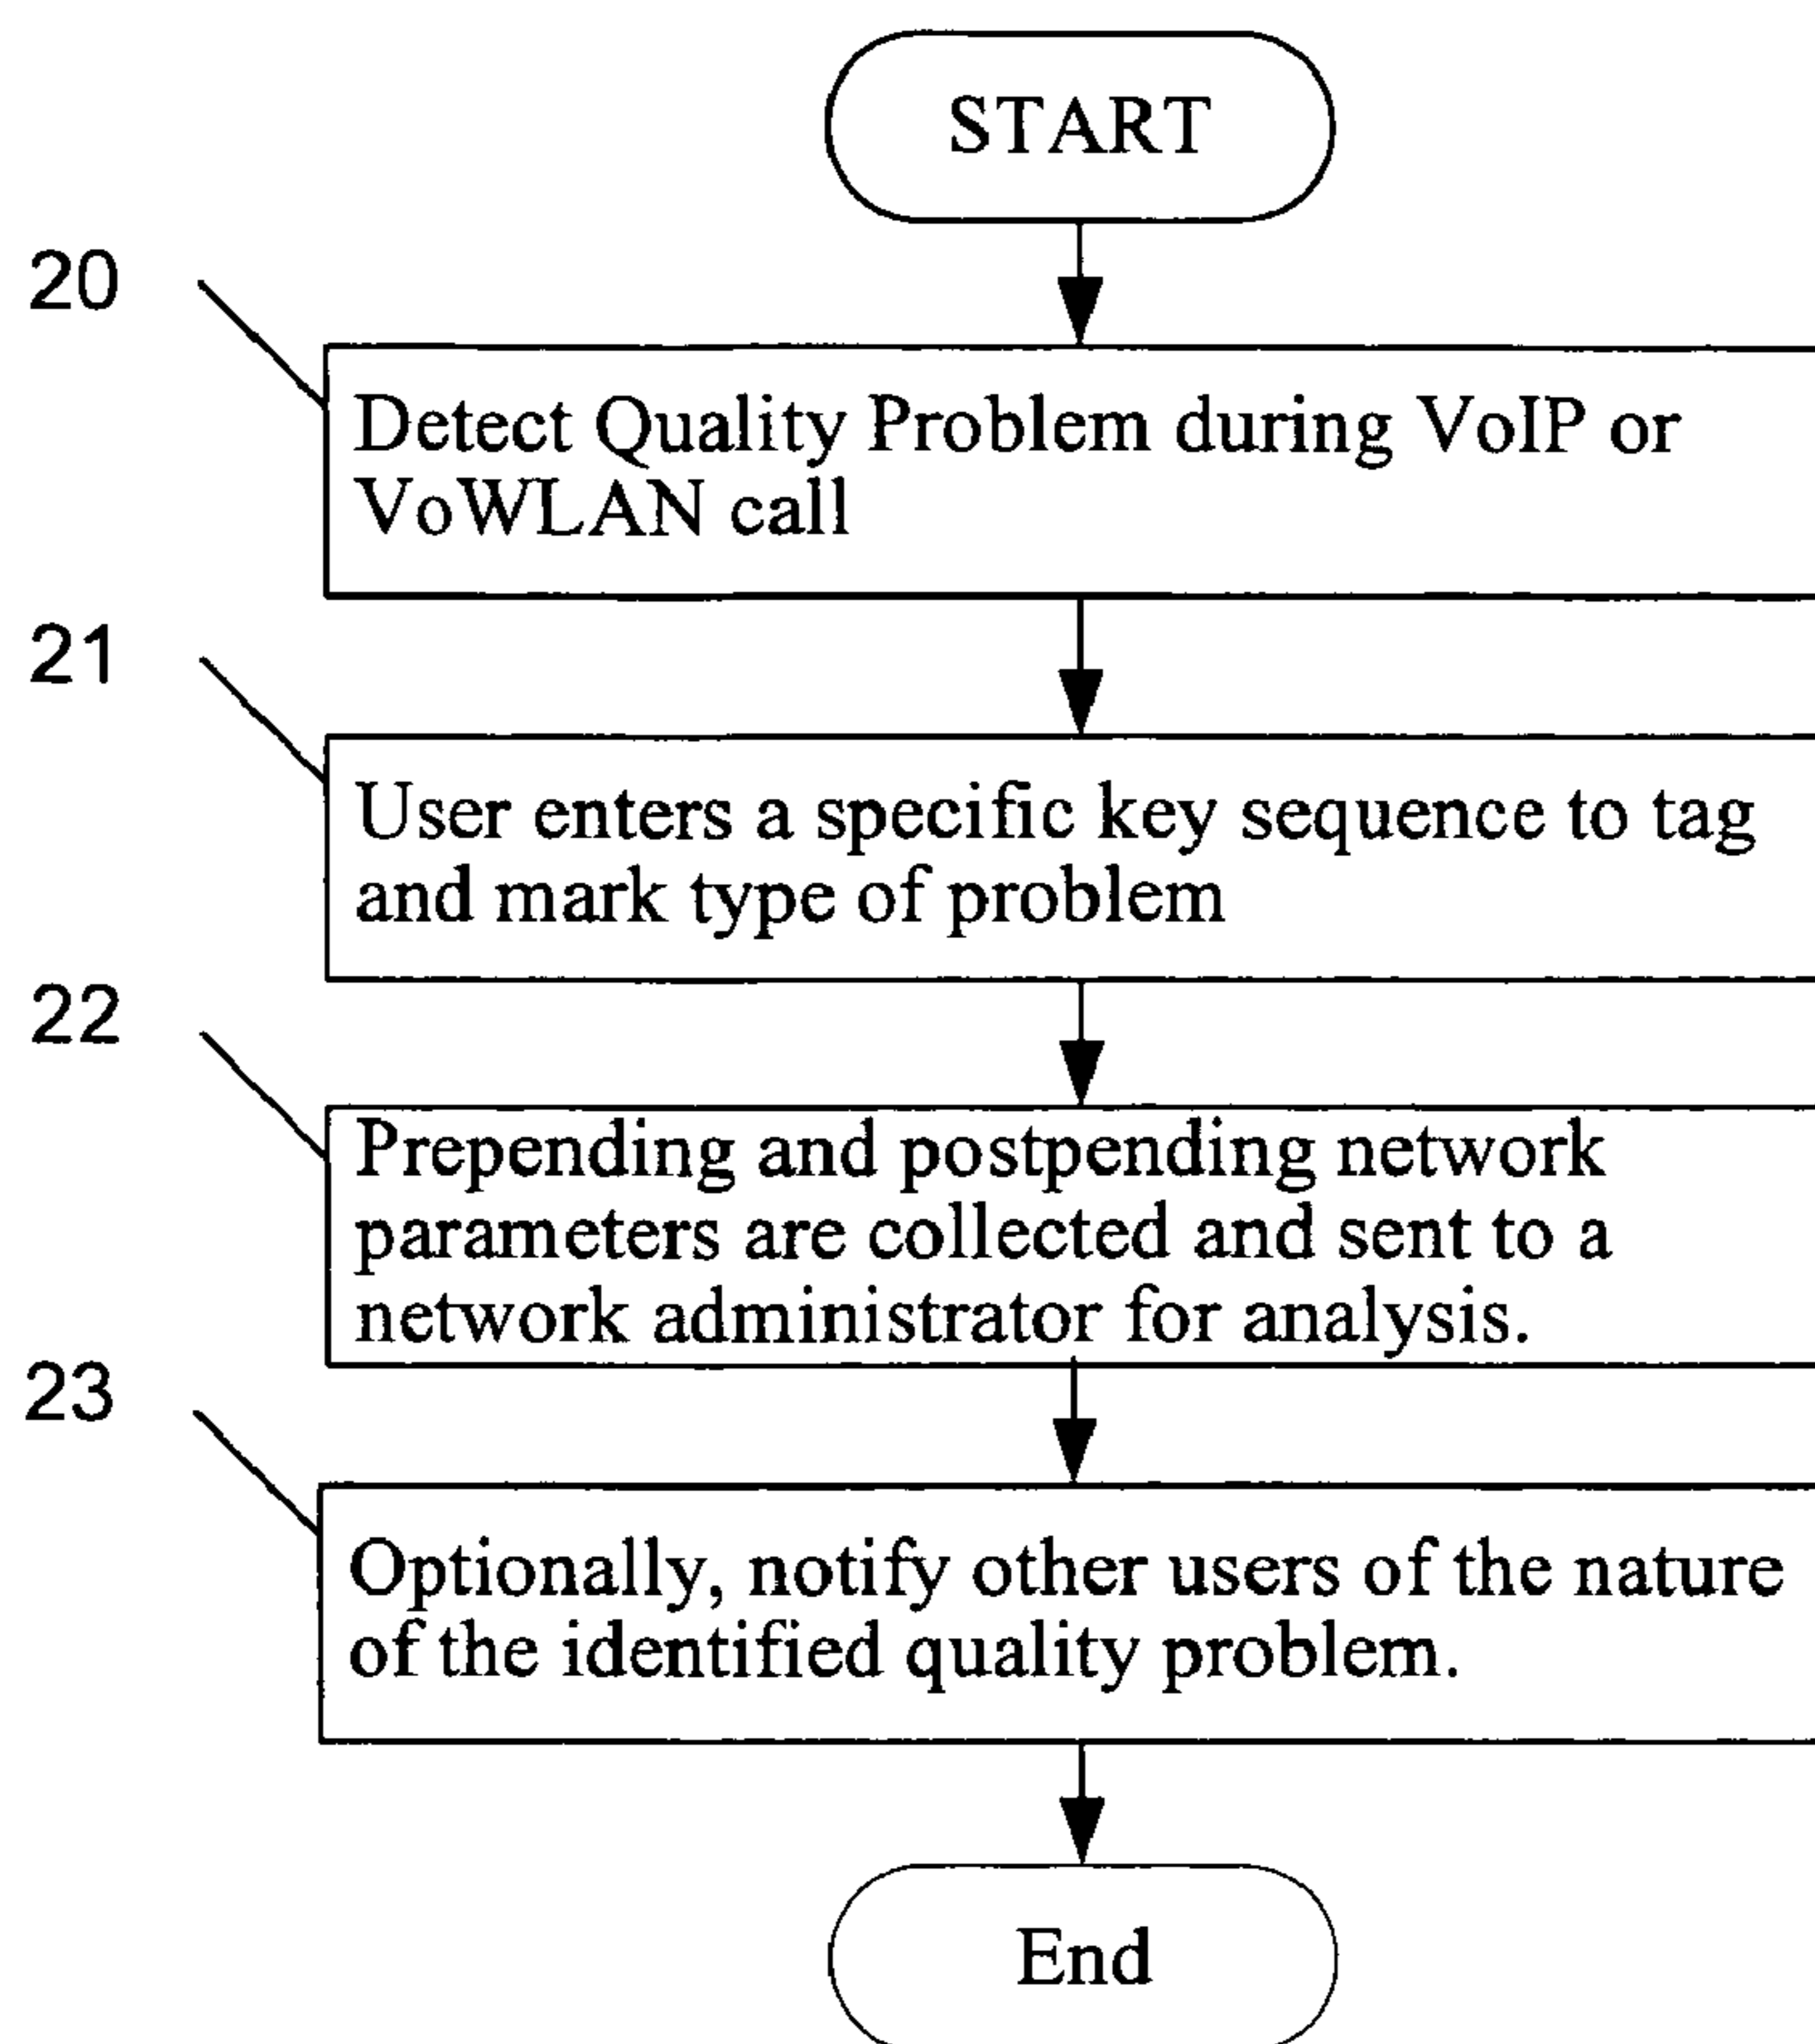 START
20
Detect Quality Problem during VoIP or
VoWLAN call
21
User enters a specific key sequence to tag
and mark type of problem
22
Prepending and postpending network
parameters are collected and sent to a
network administrator for analysis.
23
Optionally, notify other users of the nature
of the identified quality problem.
End